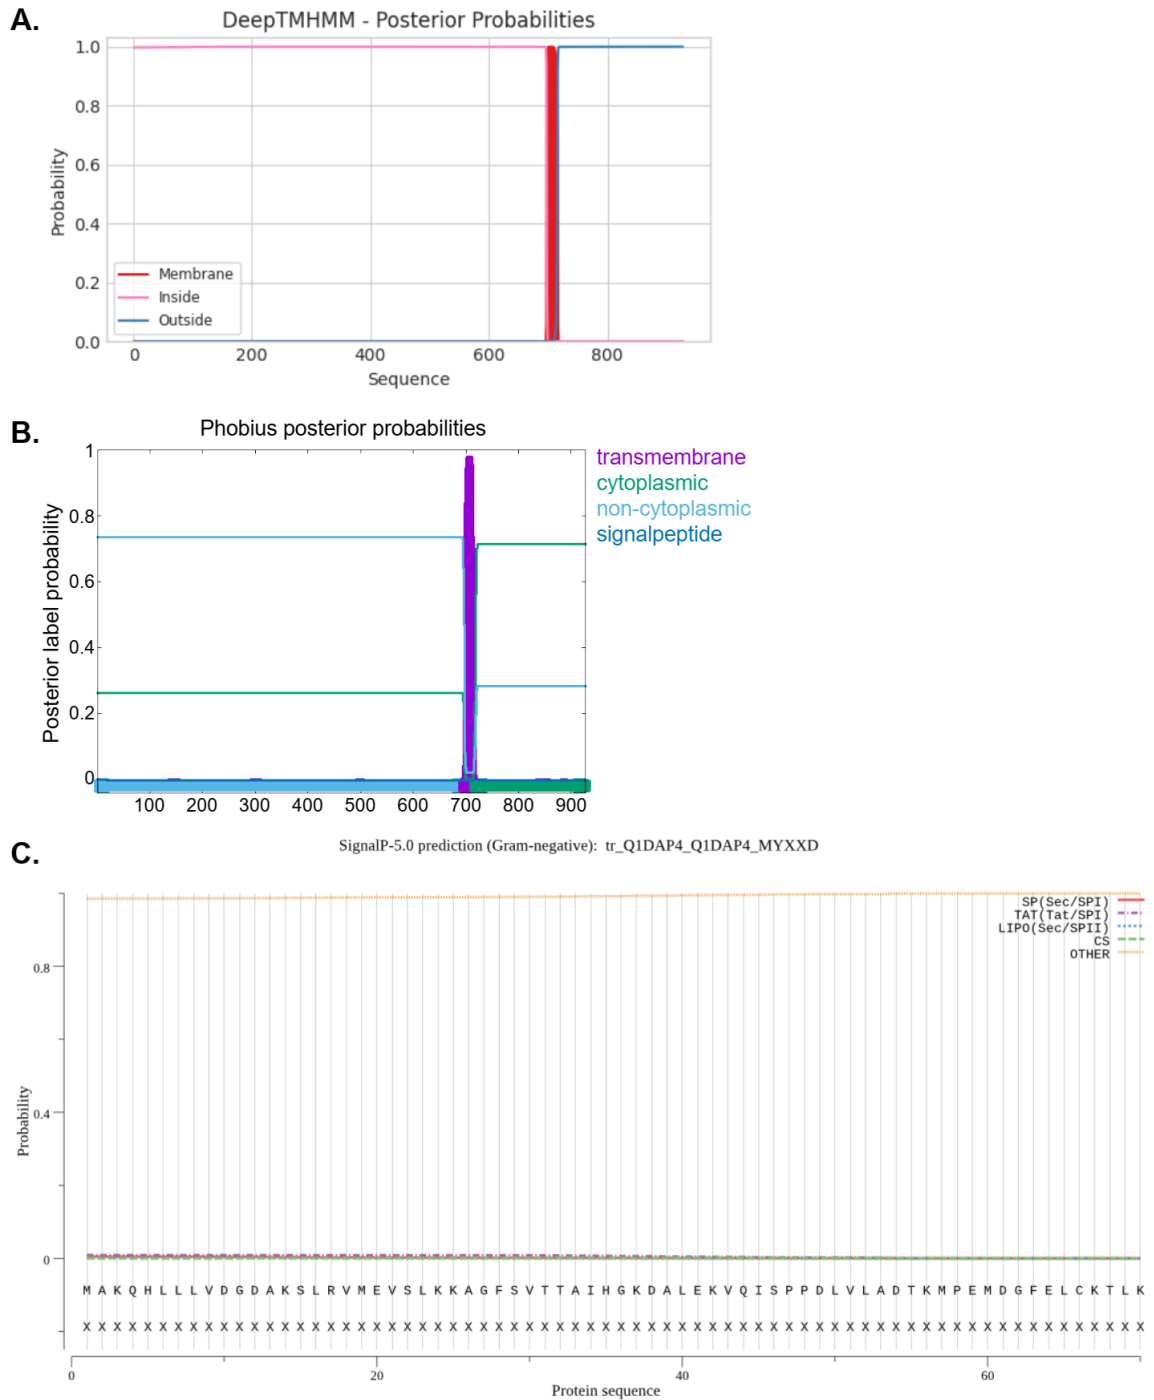 A.
DeepTMHMM - Posterior Probabilities
1.0
0.8
0.6
0.4
0.2
0.0
Probability
Membrane
Inside
Outside
0 200 400 600 800
Sequence
B.
Phobius posterior probabilities
1
0.8
0.6
0.4
0.2
0
Posterior label probability
transmembrane
cytoplasmic
non-cytoplasmic
signalpeptide
100 200 300 400 500 600 700 800 900
C.
SignalP-5.0 prediction (Gram-negative): tr_Q1DAP4_Q1DAP4_MYXXD
SP(Sec/SPI)
TAT(Tat/SPI)
LIPO(Sec/SPII)
CS
OTHER
0.8
0.4
0
Probability
M A K Q H L L L V D G D A K S L R V M E V S L K K A G F S V T T A I H G K D A L E K V Q I S P P D L V L A D T K M P E M D G F E L C K T L K
X X X X X X X X X X X X X X X X X X X X X X X X X X X X X X X X X X X X X X X X X X X X X X X X X X X X X X X X X X X X X X X X X X X X X X
0 20 40 60
Protein sequence